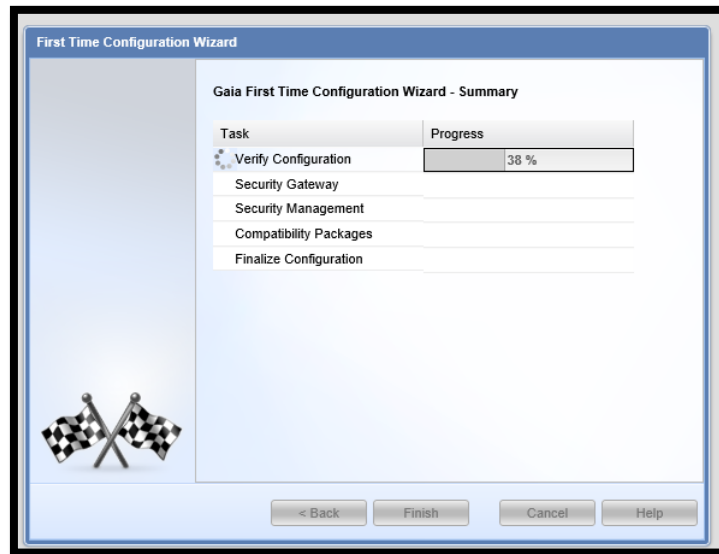 First Time Configuration Wizard
Gaia First Time Configuration Wizard - Summary
Task Progress
Verify Configuration 38 %
Security Gateway
Security Management
Compatibility Packages
Finalize Configuration
< Back Finish Cancel Help